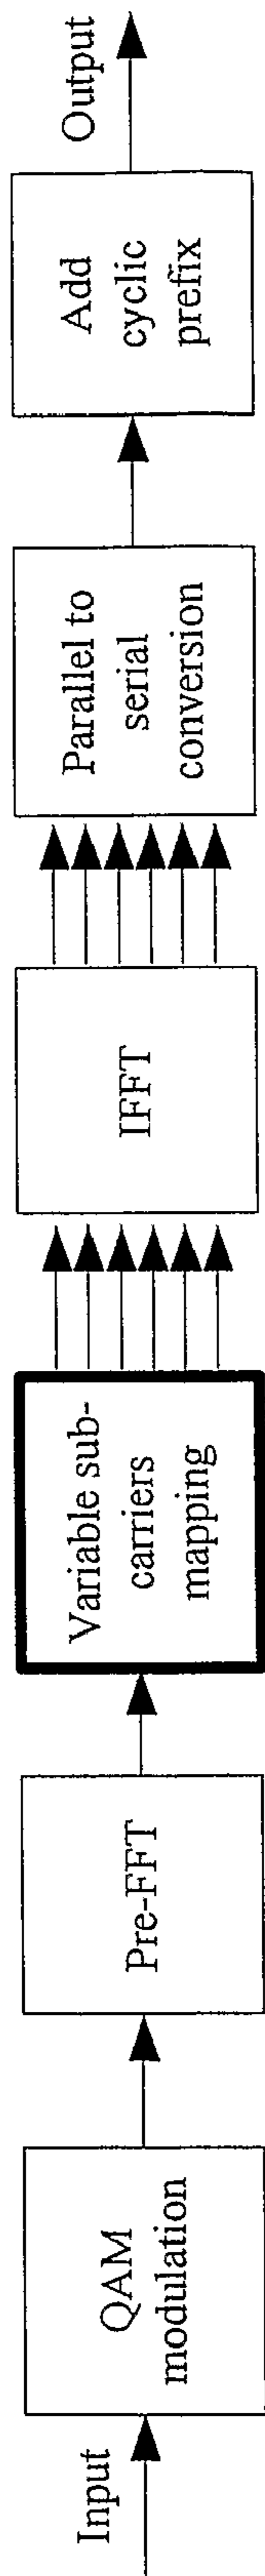 Input
QAM
modulation
Pre-FFT
Variable sub-
carriers
mapping
IFFT
Parallel to
serial
conversion
Add
cyclic
prefix
Output